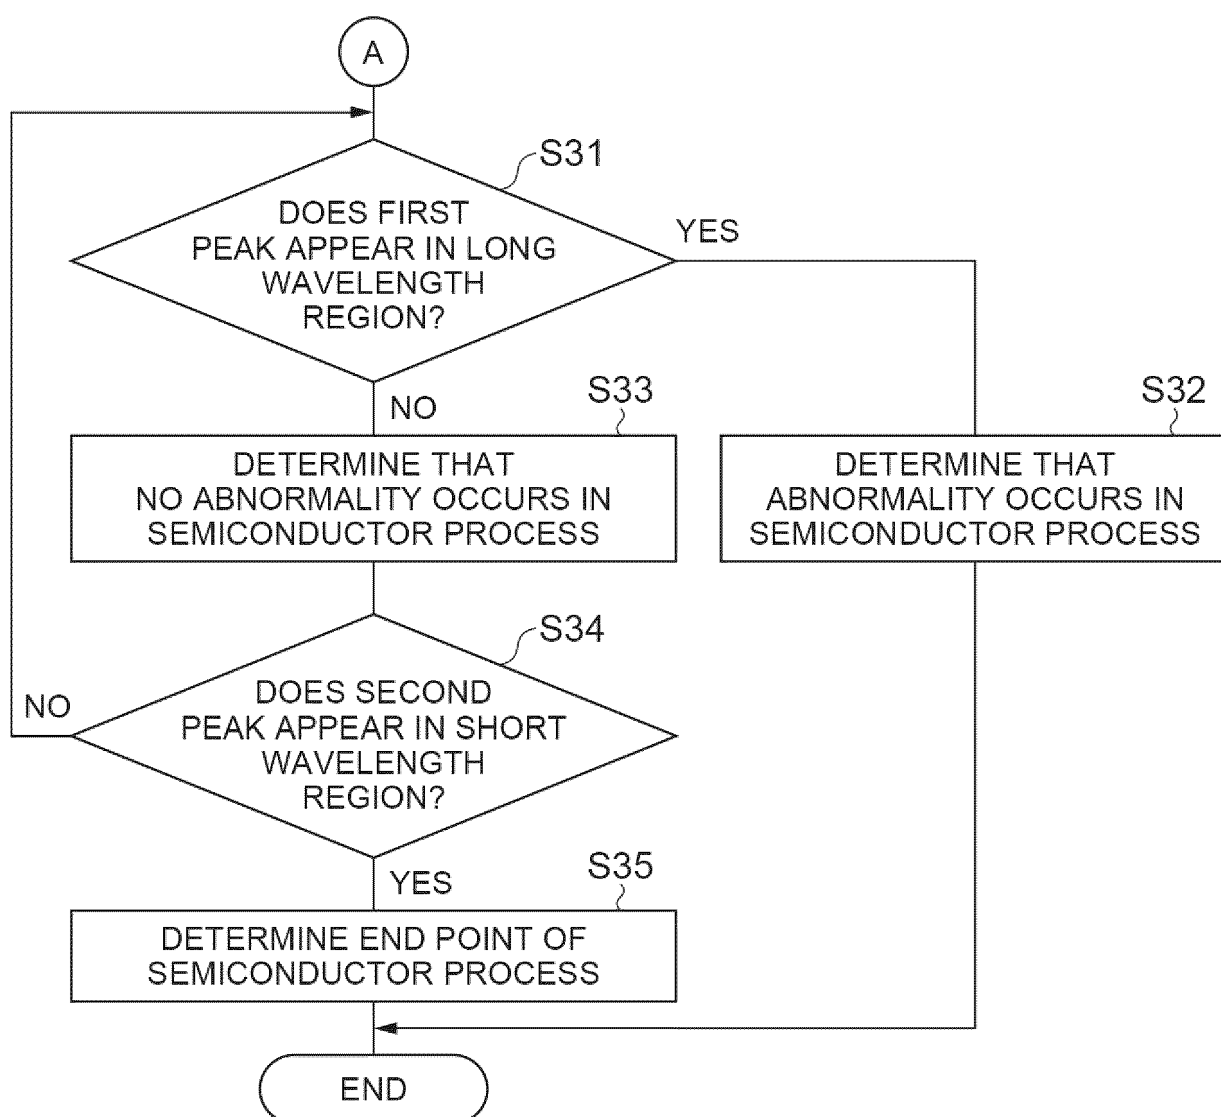 A
S31
DOES FIRST
PEAK APPEAR IN LONG
WAVELENGTH
REGION?
YES
NO
S33
DETERMINE THAT
NO ABNORMALITY OCCURS IN
SEMICONDUCTOR PROCESS
S32
DETERMINE THAT
ABNORMALITY OCCURS IN
SEMICONDUCTOR PROCESS
S34
DOES SECOND
PEAK APPEAR IN SHORT
WAVELENGTH
REGION?
NO
YES
S35
DETERMINE END POINT OF
SEMICONDUCTOR PROCESS
END